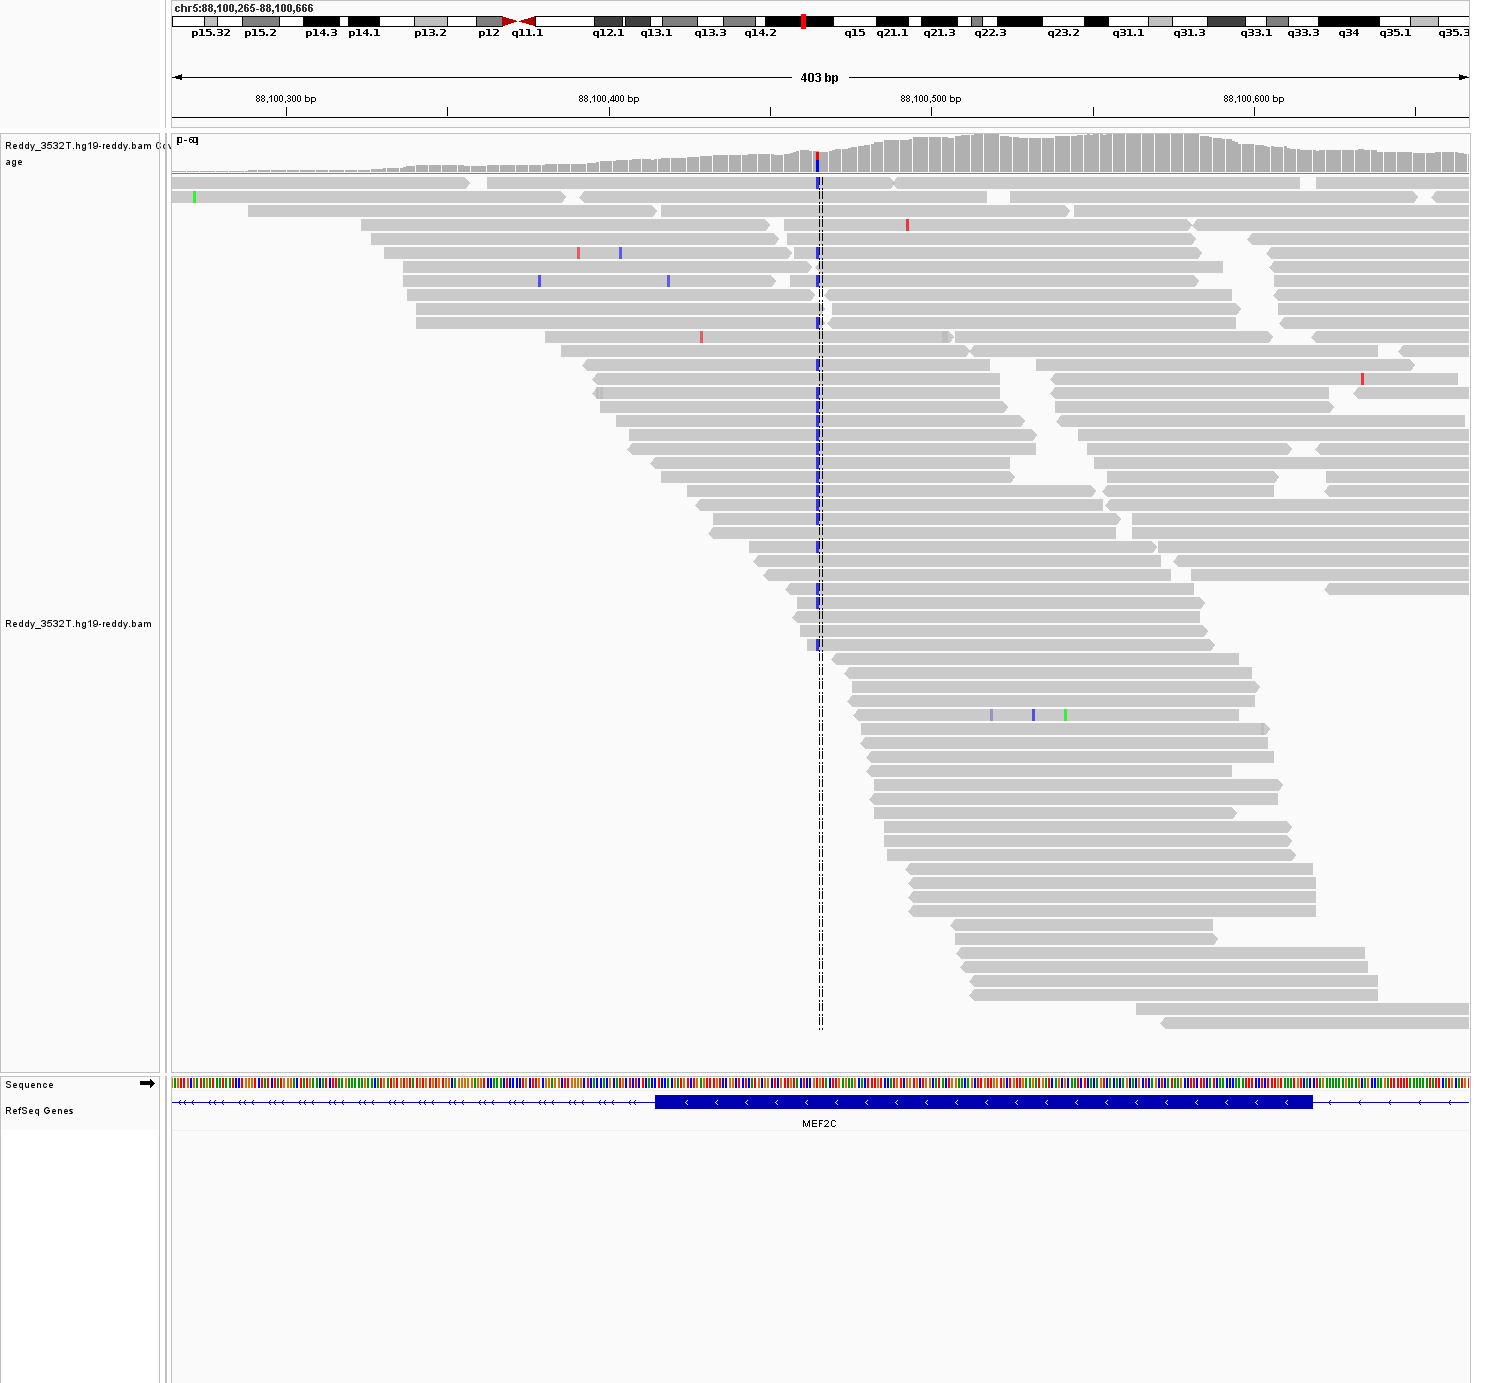 chr5:88,100,265-88,100,666
p15.32 p15.2 p14.3 p14.1 p13.2 p12 q11.1 q12.1 q13.1 q13.3 q14.2 q15 q21.1 q21.3 q22.3 q23.2 q31.1 q31.3 q33.1 q33.3 q34 q35.1 q35.3
403 bp
88,100,300 bp 88,100,400 bp 88,100,500 bp 88,100,600 bp
[0 - 60]
Reddy_3532T.hg19-reddy.bam Cov
age
Reddy_3532T.hg19-reddy.bam
Sequence
RefSeq Genes
MEF2C